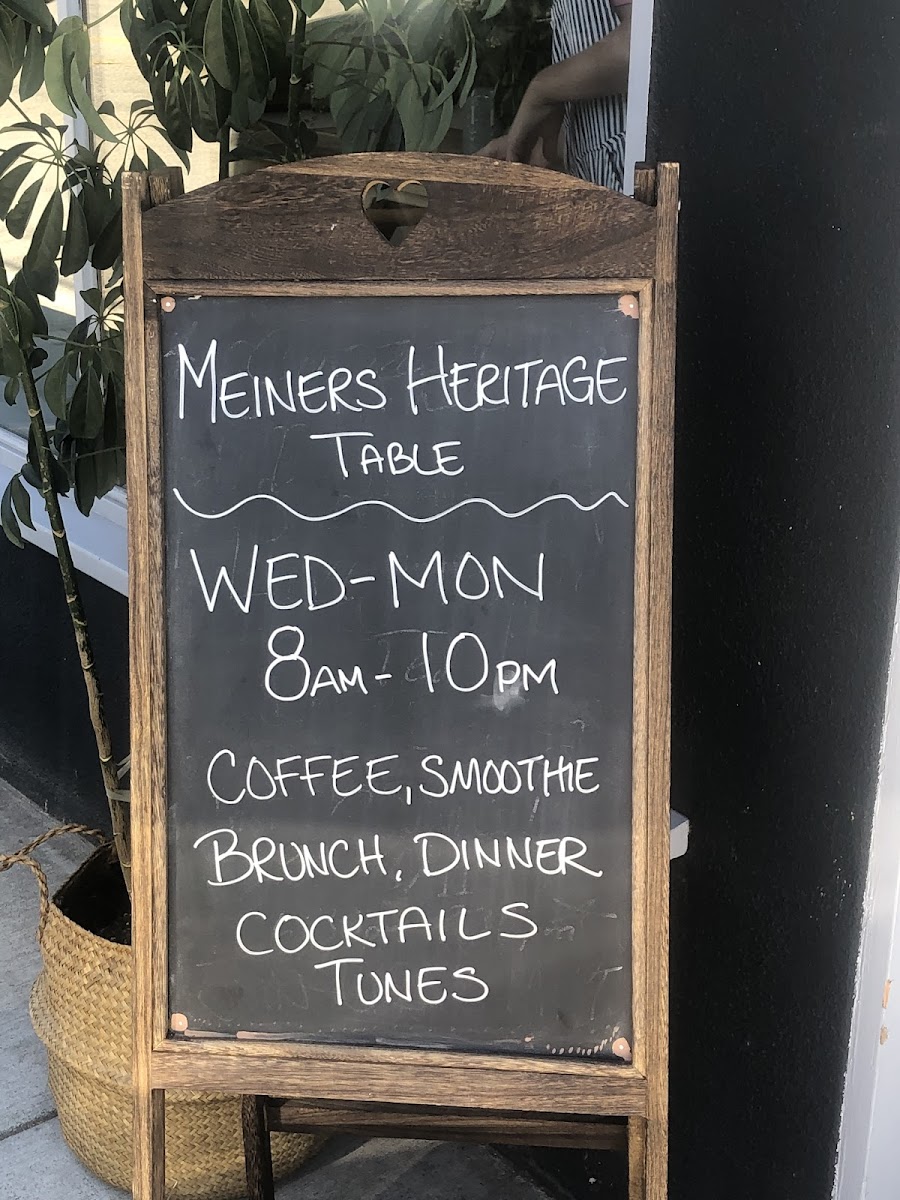 MEINERS HERITAGE
TABLE
WED-MON
8AM-10PM
COFFEE, SMOOTHIE
BRUNCH, DINNER
COCKTAILS
TUNES